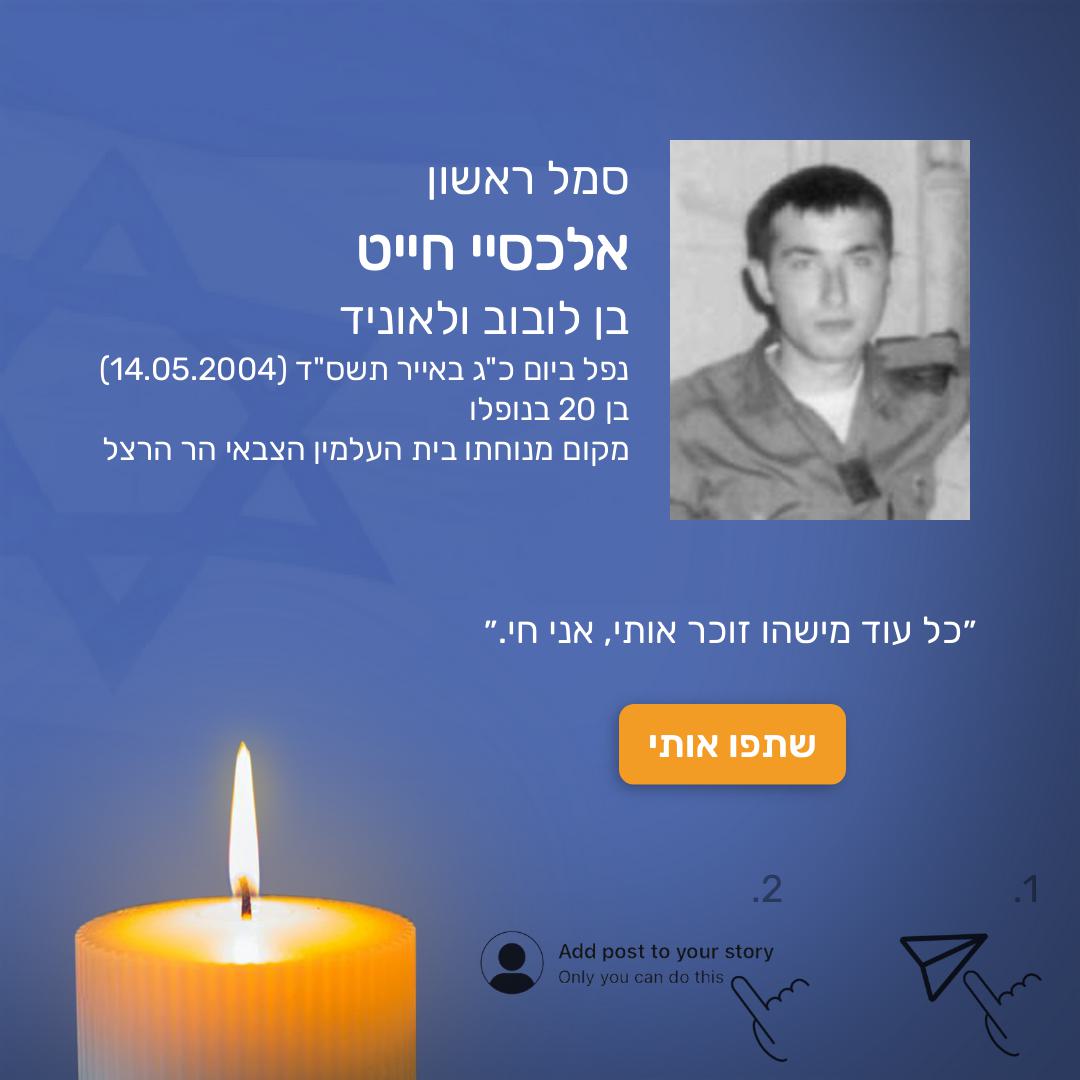 סמל ראשון
אלכסיי חייט
בן לובוב ולאוניד
נפל ביום כ"ג באייר תשס"ד (14.05.2004)
בן 20 בנופלו
מקום מנוחתו בית העלמין הצבאי הר הרצל
״כל עוד מישהו זוכר אותי, אני חי.״
שתפו אותי
1.
2.
Add post to your story
Only you can do this